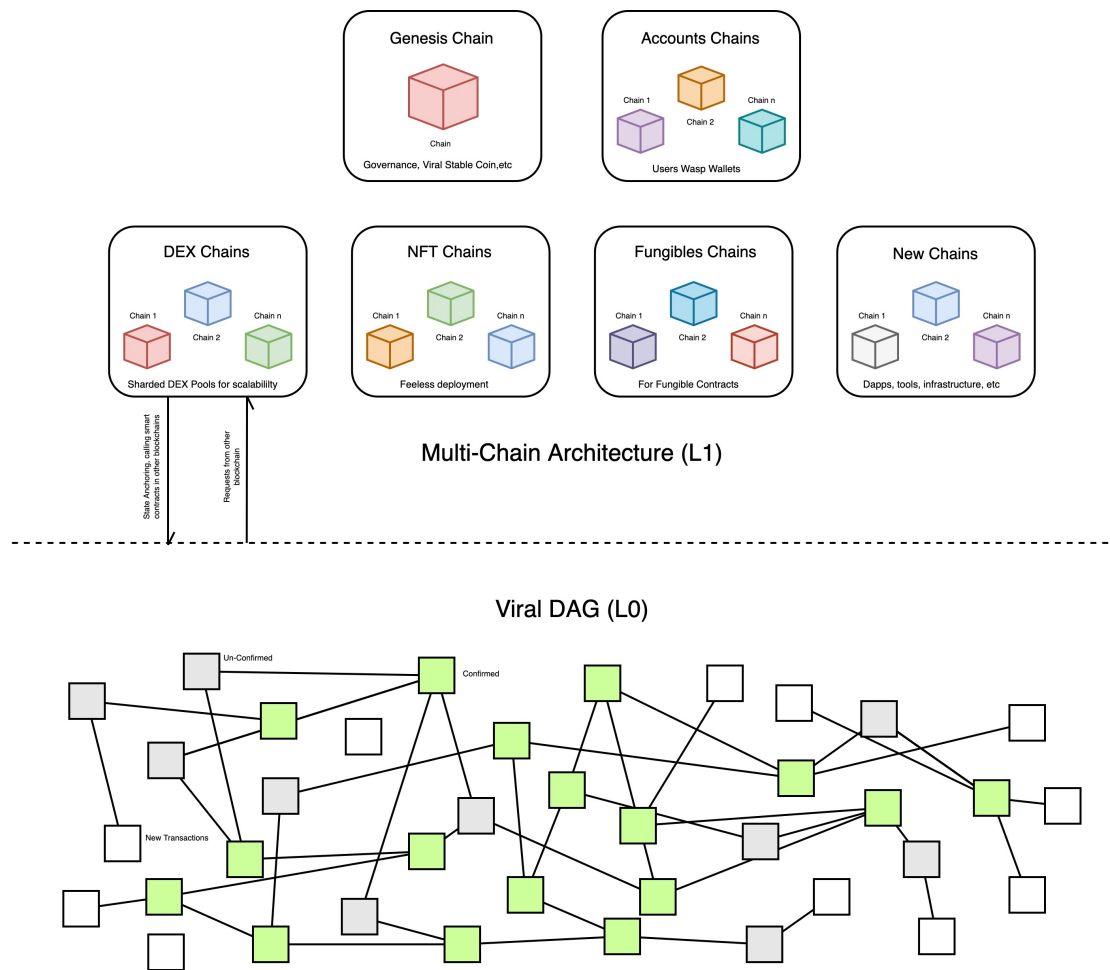 Genesis Chain
Chain
Governance, Viral Stable Coin,etc
Accounts Chains
Chain 1
Chain 2
Chain n
Users Wasp Wallets
DEX Chains
Chain 1
Chain 2
Chain n
Sharded DEX Pools for scalabililty
NFT Chains
Chain 1
Chain 2
Chain n
Feeless deployment
Fungibles Chains
Chain 1
Chain 2
Chain n
For Fungible Contracts
New Chains
Chain 1
Chain 2
Chain n
Dapps, tools, infrastructure, etc
State Anchoring, calling smart
contracts in other blockchains
Requests from other
blockchain
Multi-Chain Architecture (L1)
Viral DAG (L0)
Un-Confirmed
Confirmed
New Transactions